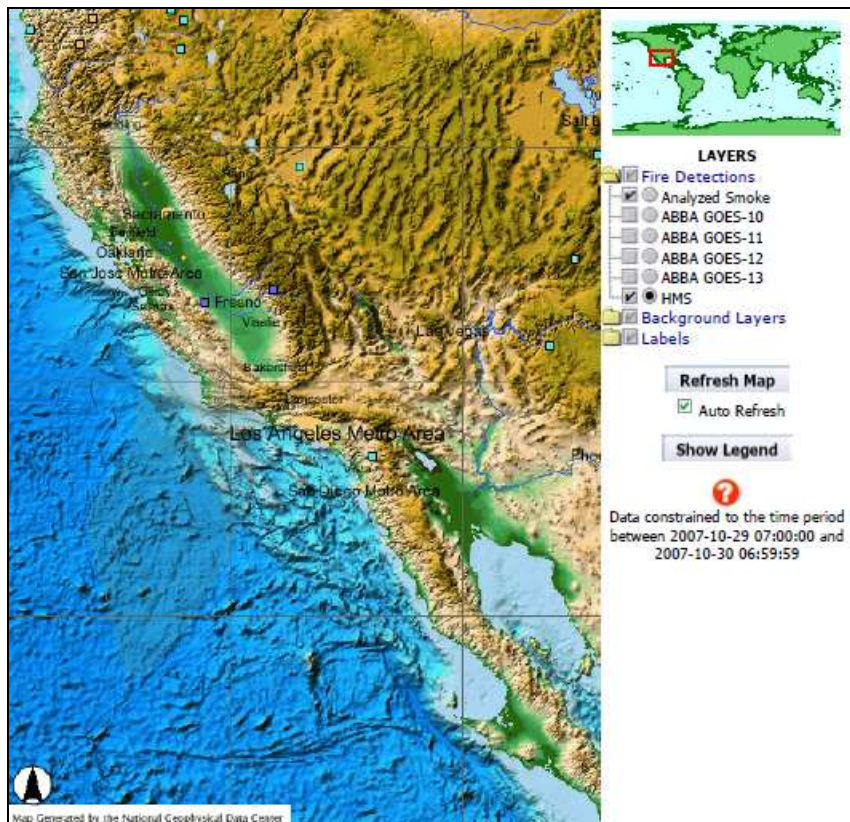 Salt L
Reno
Sacramento
Fairfield
Oakland
San Jose Metro Area
Salinas
Fresno
Visalia
Las Vegas
Bakersfield
Lancaster
Los Angeles Metro Area
San Diego Metro Area
Phoe
Map Generated by the National Geophysical Data Center
LAYERS
Fire Detections
Analyzed Smoke
ABBA GOES-10
ABBA GOES-11
ABBA GOES-12
ABBA GOES-13
HMS
Background Layers
Labels
Refresh Map
Auto Refresh
Show Legend
?
Data constrained to the time period
between 2007-10-29 07:00:00 and
2007-10-30 06:59:59